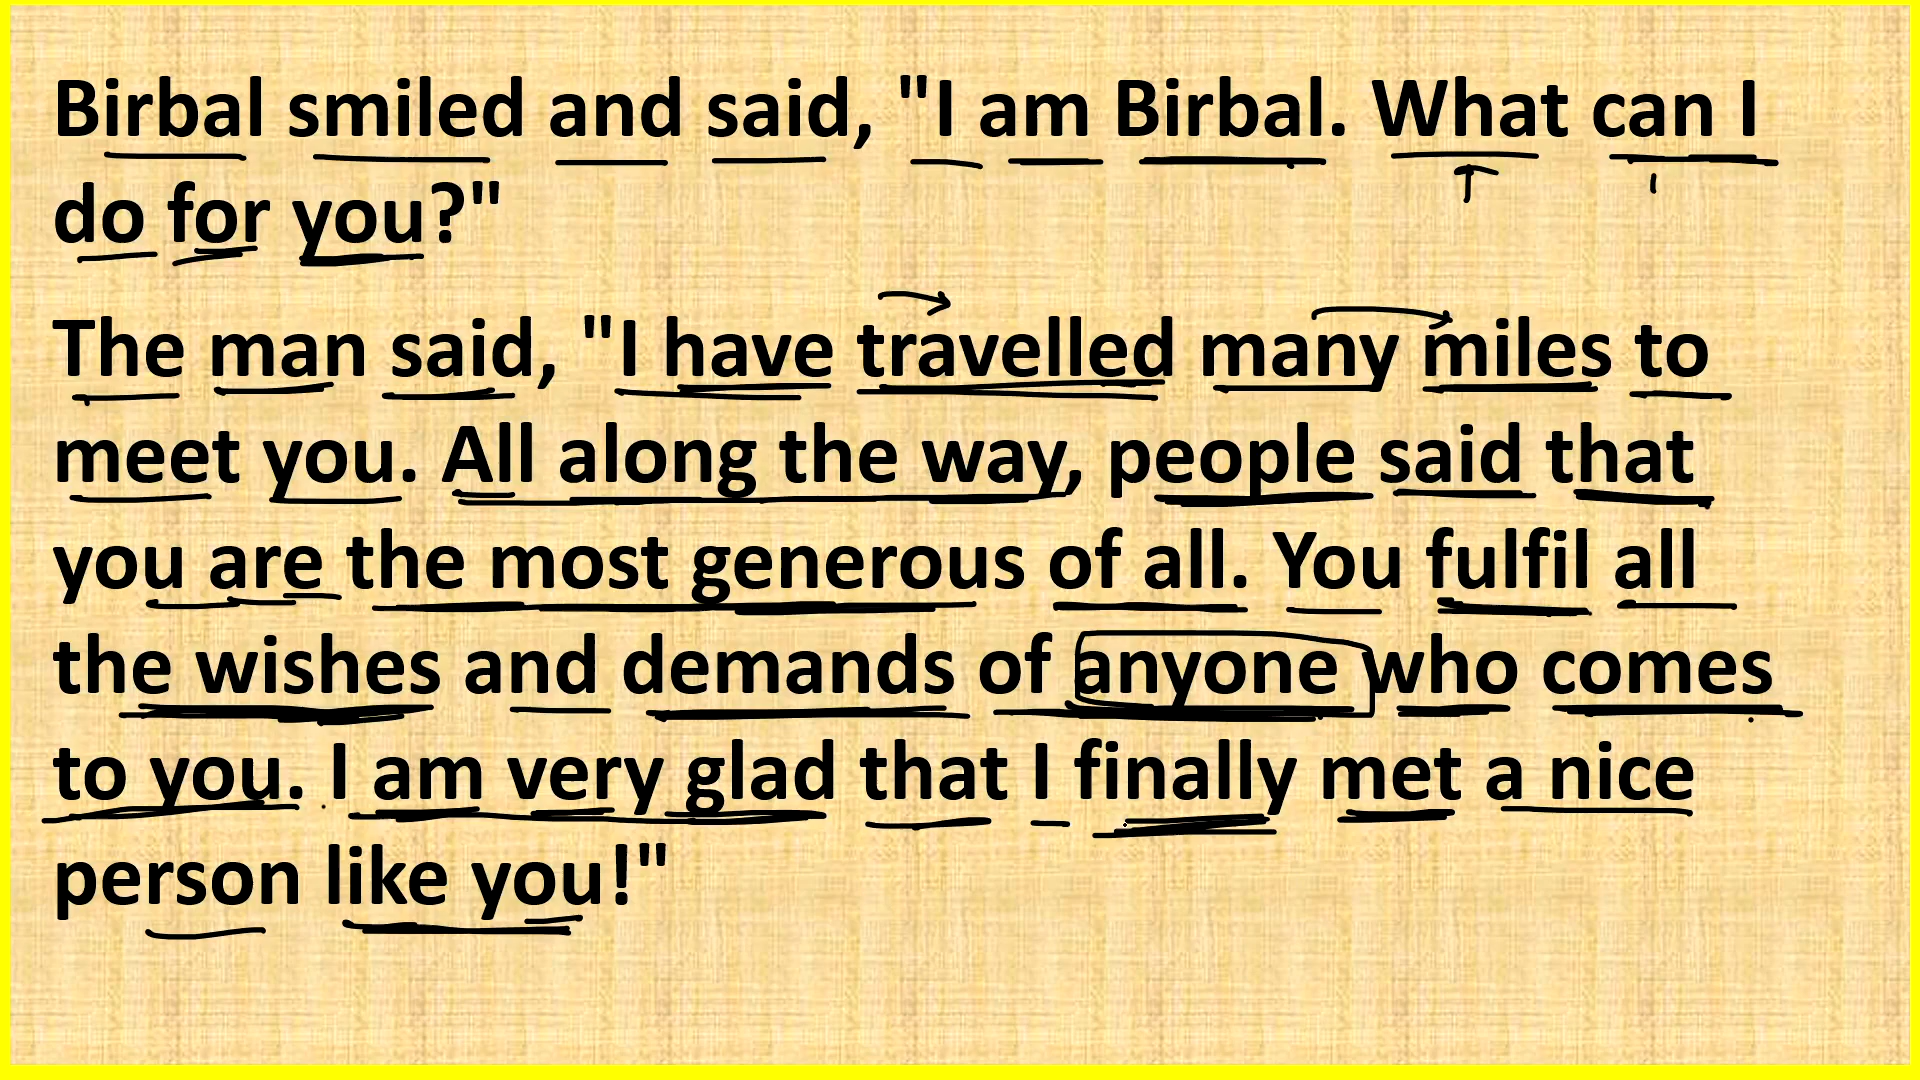 Birbal smiled and said, "I am Birbal. What can I
do for you?"
The man said, "I have travelled many miles to
meet you. All along the way, people said that
you are the most generous of all. You fulfil all
the wishes and demands of anyone who comes
to you. I am very glad that I finally met a nice
person like you!"